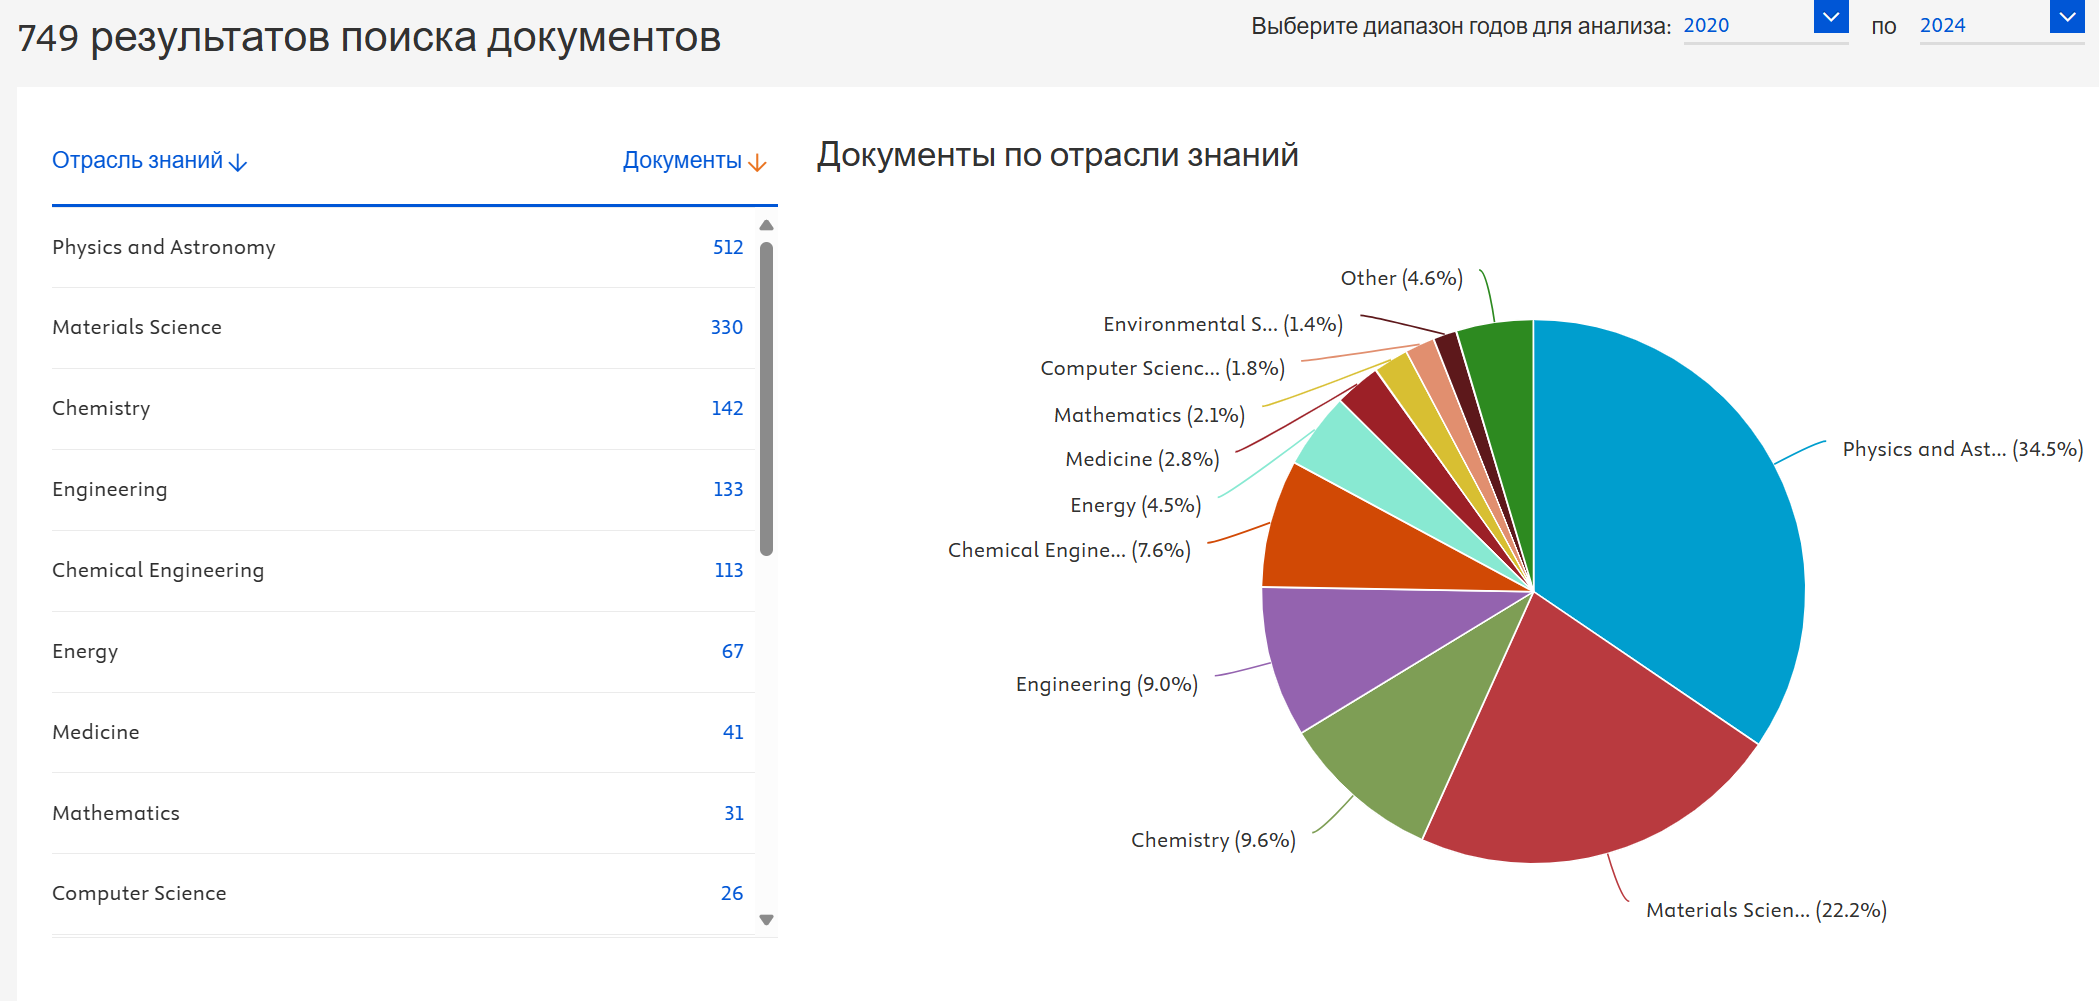 749 результатов поиска документов
Выберите диапазон годов для анализа: 2020 по 2024
Отрасль знаний Документы
Physics and Astronomy 512
Materials Science 330
Chemistry 142
Engineering 133
Chemical Engineering 113
Energy 67
Medicine 41
Mathematics 31
Computer Science 26
Документы по отрасли знаний
Other (4.6%)
Environmental S... (1.4%)
Computer Scienc... (1.8%)
Mathematics (2.1%)
Medicine (2.8%)
Energy (4.5%)
Chemical Engine... (7.6%)
Engineering (9.0%)
Chemistry (9.6%)
Physics and Ast... (34.5%)
Materials Scien... (22.2%)